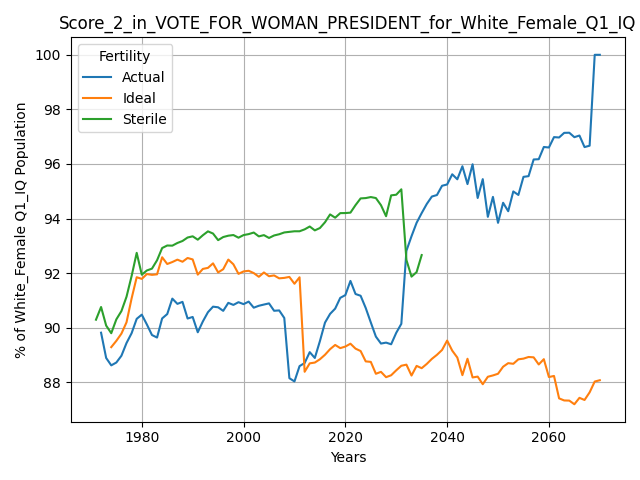 Score_2_in_VOTE_FOR_WOMAN_PRESIDENT_for_White_Female_Q1_IQ
% of White_Female Q1_IQ Population
100
98
96
94
92
90
88
Fertility
Actual
Ideal
Sterile
1980
2000
2020
2040
2060
Years